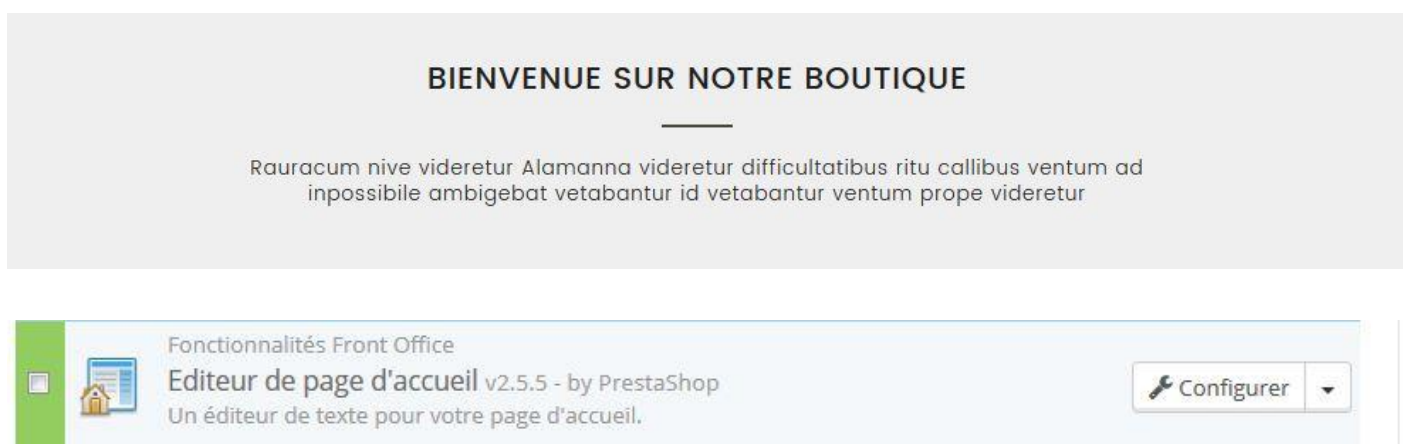 BIENVENUE SUR NOTRE BOUTIQUE
Rauracum nive videretur Alamanna videretur difficultatibus ritu callibus ventum ad
inpossibile ambigebat vetabantur id vetabantur ventum prope videretur
Fonctionnalités Front Office
Editeur de page d'accueil v2.5.5 - by PrestaShop
Un éditeur de texte pour votre page d'accueil.
Configurer